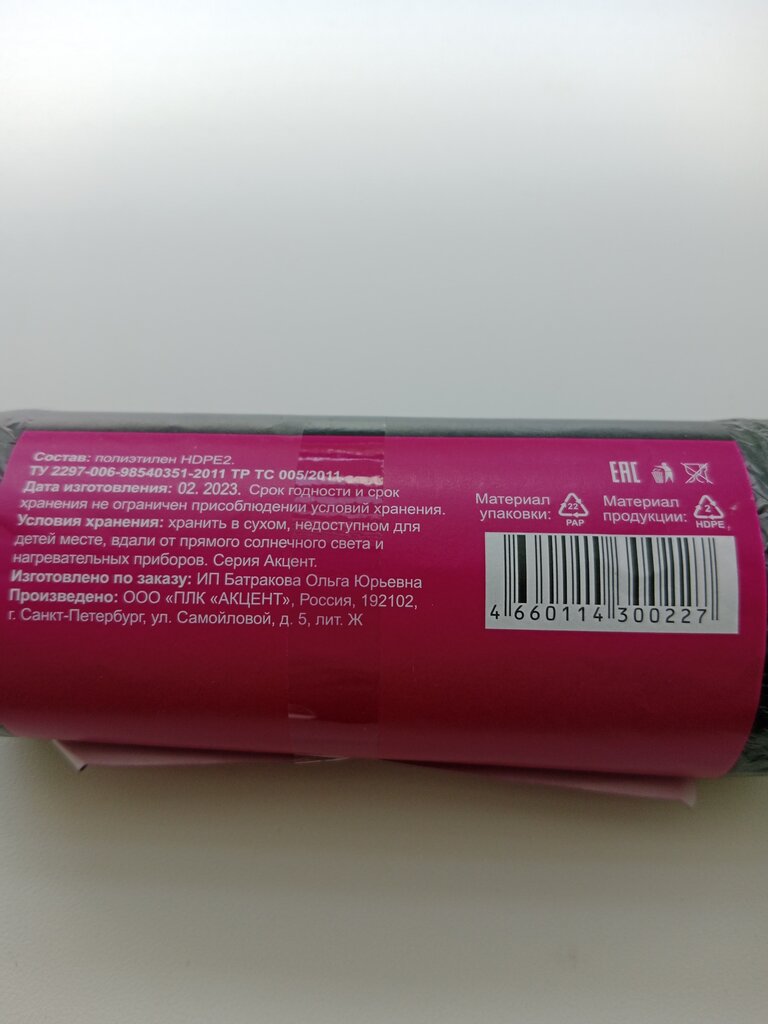 Состав: полиэтилен HDPE2.
ТУ 2297-006-98540351-2011 ТР ТС 005/2011
Дата изготовления: 02. 2023. Срок годности и срок
хранения не ограничен присоблюдении условий хранения.
Условия хранения: хранить в сухом, недоступном для
детей месте, вдали от прямого солнечного света и
нагревательных приборов. Серия Акцент.
Изготовлено по заказу: ИП Батракова Ольга Юрьевна
Произведено: ООО «ПЛК «АКЦЕНТ», Россия, 192102,
г. Санкт-Петербург, ул. Самойловой, д. 5, лит. Ж
EAC
Материал
упаковки:
22
PAP
Материал
продукции:
2
HDPE
4 660114 300227